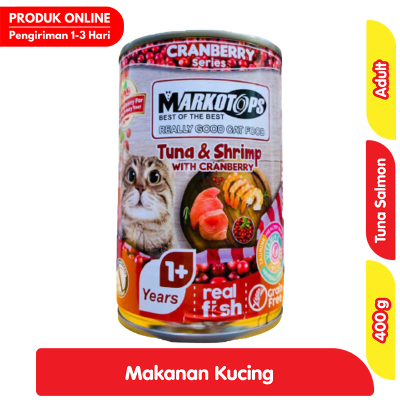 PRODUK ONLINE
Pengiriman 1-3 Hari
CRANBERRY
Series
MARKOTOPS
BEST OF THE BEST
REALLY GOOD CAT FOOD
Tuna & Shrimp
WITH CRANBERRY
1+
Years
real
fish
Grain
Free
Adult
Tuna Salmon
400 g
Makanan Kucing